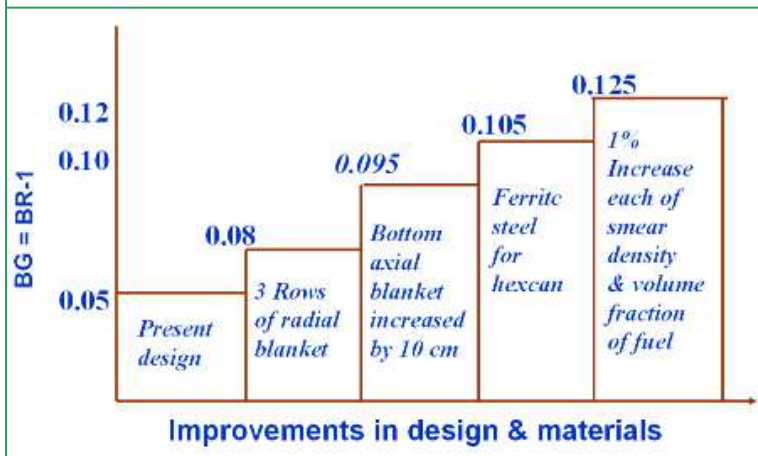 0.125
0.12
0.105
0.10
0.095
0.08
0.05
BG = BR-1
Present
design
3 Rows
of radial
blanket
Bottom
axial
blanket
increased
by 10 cm
Ferritc
steel
for
hexcan
1%
Increase
each of
smear
density
& volume
fraction
of fuel
Improvements in design & materials